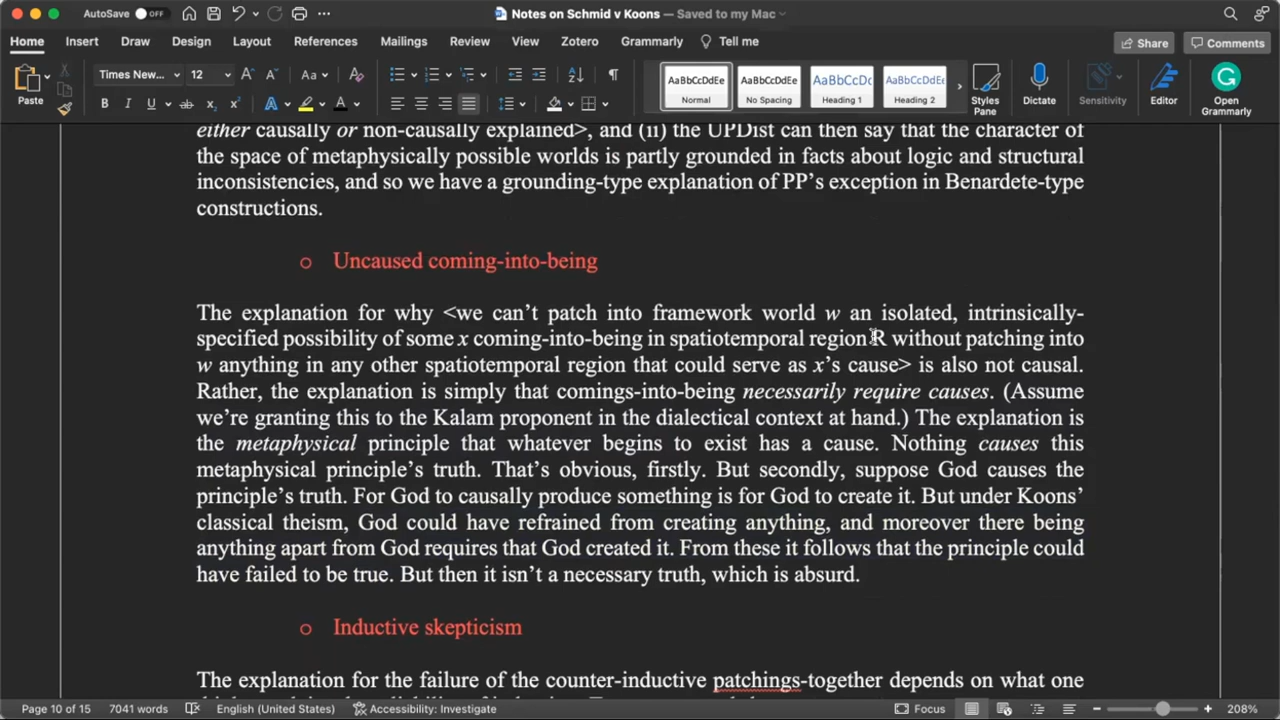 AutoSave OFF
Notes on Schmid v Koons — Saved to my Mac
Home Insert Draw Design Layout References Mailings Review View Zotero Grammarly Tell me
Share Comments
Paste
Times New... 12
AaBbCcDdEe AaBbCcDdEe AaBbCcDc AaBbCcDdEe
Normal No Spacing Heading 1 Heading 2
Styles Pane
Dictate
Sensitivity
Editor
Open Grammarly
either causally or non-causally explained>, and (ii) the UPDist can then say that the character of
the space of metaphysically possible worlds is partly grounded in facts about logic and structural
inconsistencies, and so we have a grounding-type explanation of PP's exception in Benardete-type
constructions.
Uncaused coming-into-being
The explanation for why <we can't patch into framework world w an isolated, intrinsically-
specified possibility of some x coming-into-being in spatiotemporal region R without patching into
w anything in any other spatiotemporal region that could serve as x's cause> is also not causal.
Rather, the explanation is simply that comings-into-being necessarily require causes. (Assume
we're granting this to the Kalam proponent in the dialectical context at hand.) The explanation is
the metaphysical principle that whatever begins to exist has a cause. Nothing causes this
metaphysical principle's truth. That's obvious, firstly. But secondly, suppose God causes the
principle's truth. For God to causally produce something is for God to create it. But under Koons'
classical theism, God could have refrained from creating anything, and moreover there being
anything apart from God requires that God created it. From these it follows that the principle could
have failed to be true. But then it isn't a necessary truth, which is absurd.
Inductive skepticism
The explanation for the failure of the counter-inductive patchings-together depends on what one
Page 10 of 15 7041 words English (United States) Accessibility: Investigate Focus 208%